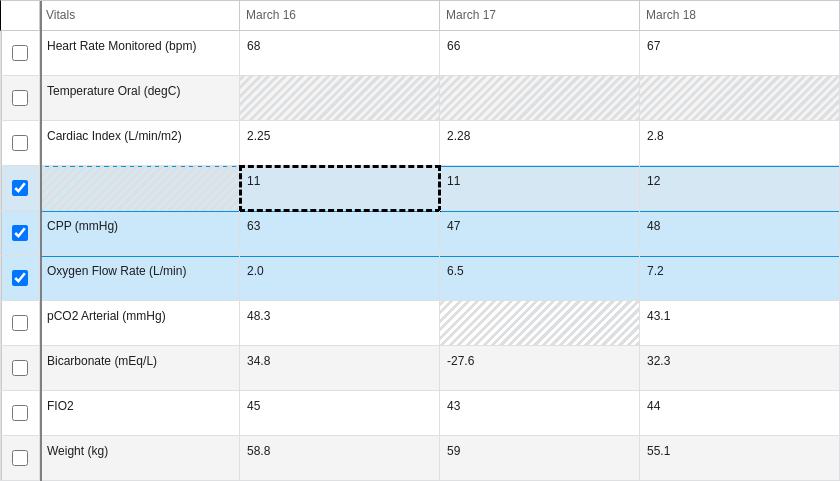 Vitals March 16 March 17 March 18
Heart Rate Monitored (bpm) 68 66 67
Temperature Oral (degC)
Cardiac Index (L/min/m2) 2.25 2.28 2.8
11 11 12
CPP (mmHg) 63 47 48
Oxygen Flow Rate (L/min) 2.0 6.5 7.2
pCO2 Arterial (mmHg) 48.3 43.1
Bicarbonate (mEq/L) 34.8 -27.6 32.3
FIO2 45 43 44
Weight (kg) 58.8 59 55.1